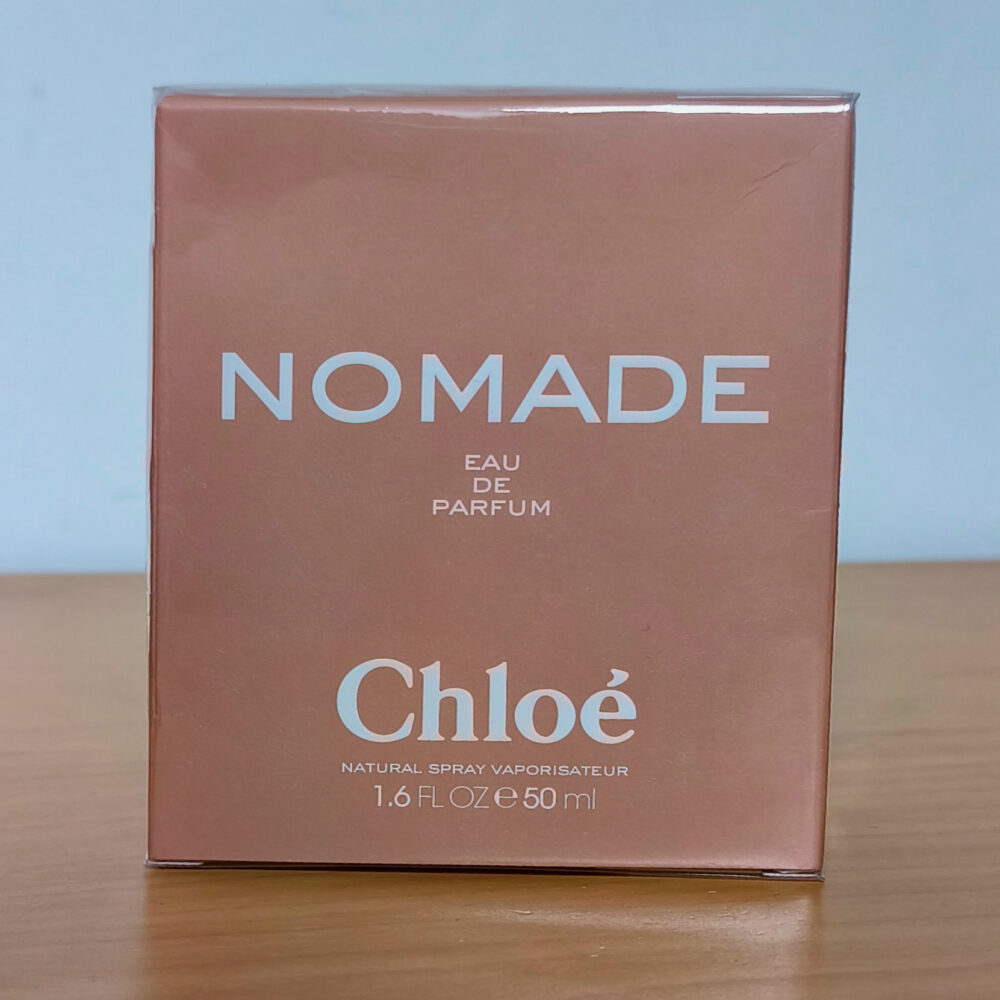 NOMADE
EAU
DE
PARFUM
Chloé
NATURAL SPRAY VAPORISATEUR
1.6 FL OZ ℮ 50 ml